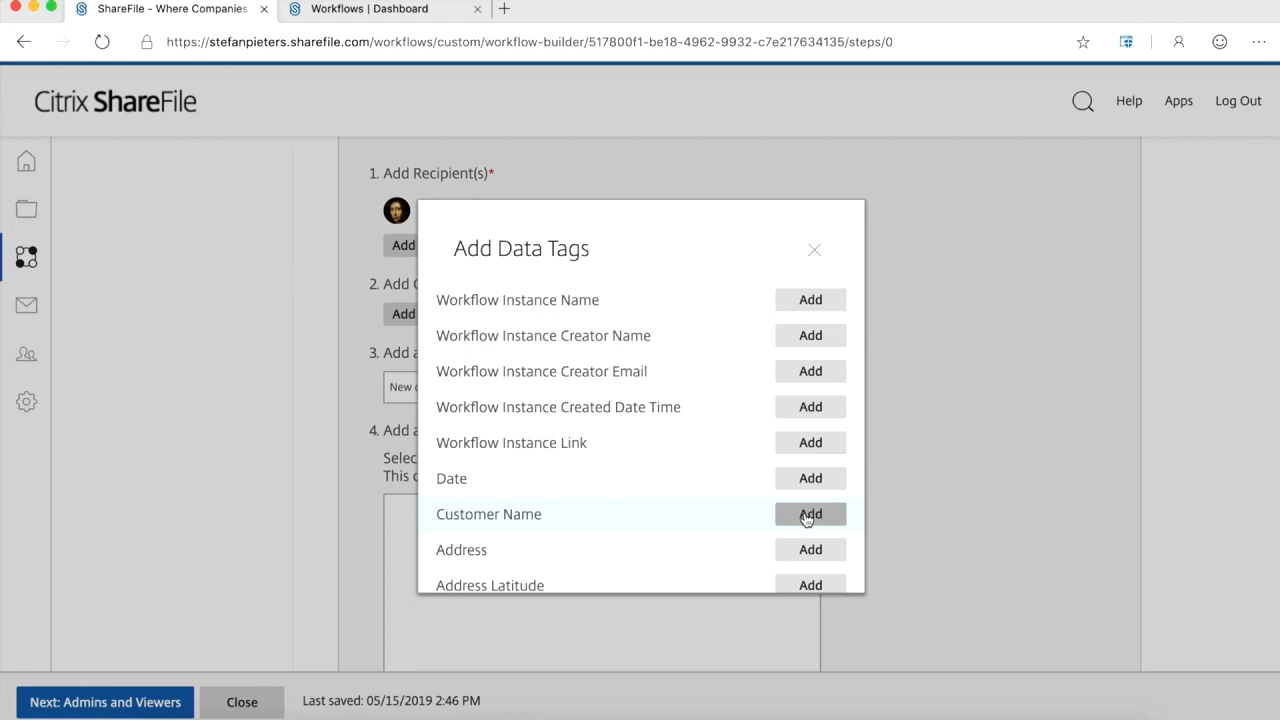 ShareFile - Where Companies
Workflows | Dashboard
https://stefanpieters.sharefile.com/workflows/custom/workflow-builder/517800f1-be18-4962-9932-c7e217634135/steps/0
Citrix ShareFile
Help Apps Log Out
1. Add Recipient(s)*
Add
2. Add
Add
3. Add
New
4. Add
Selec
This
Add Data Tags
Workflow Instance Name Add
Workflow Instance Creator Name Add
Workflow Instance Creator Email Add
Workflow Instance Created Date Time Add
Workflow Instance Link Add
Date Add
Customer Name Add
Address Add
Address Latitude Add
Next: Admins and Viewers Close Last saved: 05/15/2019 2:46 PM